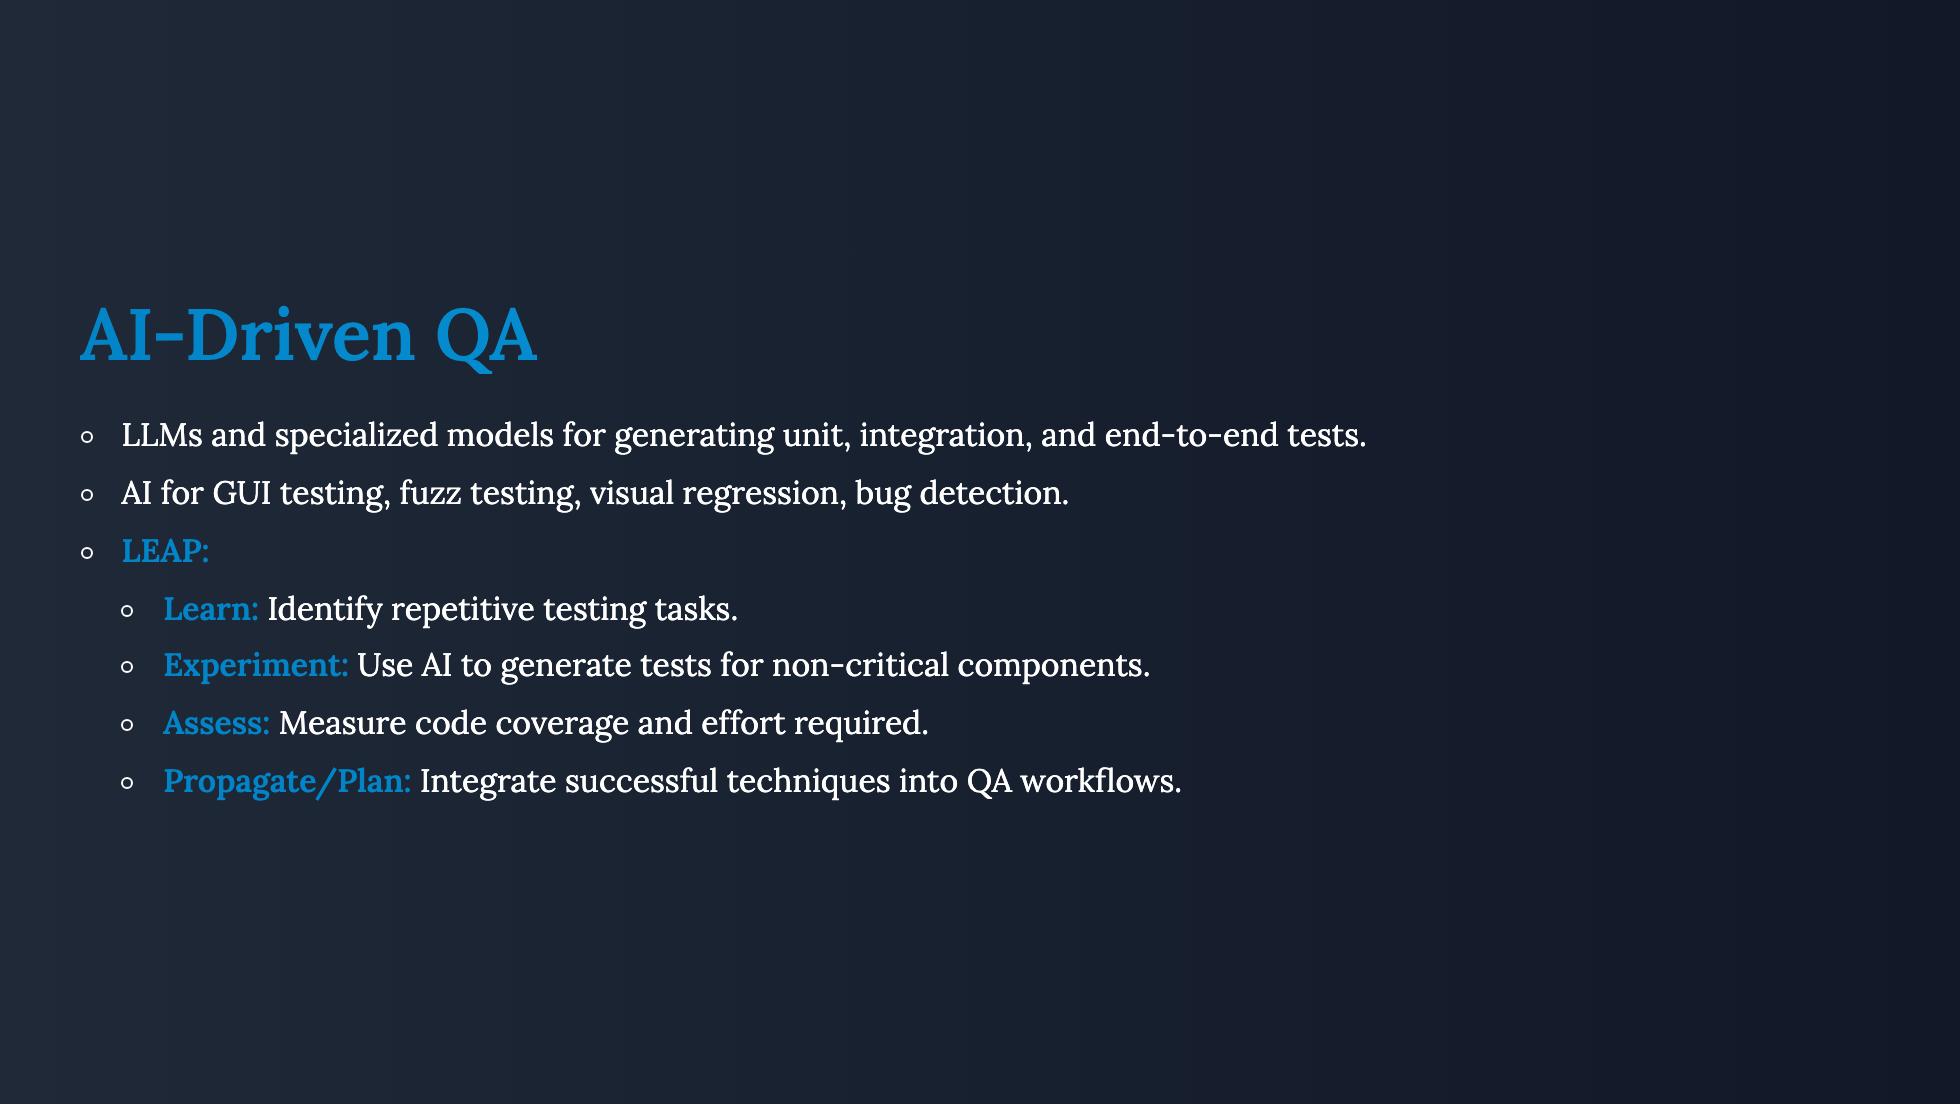 AI-Driven QA
LLMs and specialized models for generating unit, integration, and end-to-end tests.
AI for GUI testing, fuzz testing, visual regression, bug detection.
LEAP:
Learn: Identify repetitive testing tasks.
Experiment: Use AI to generate tests for non-critical components.
Assess: Measure code coverage and effort required.
Propagate/Plan: Integrate successful techniques into QA workflows.